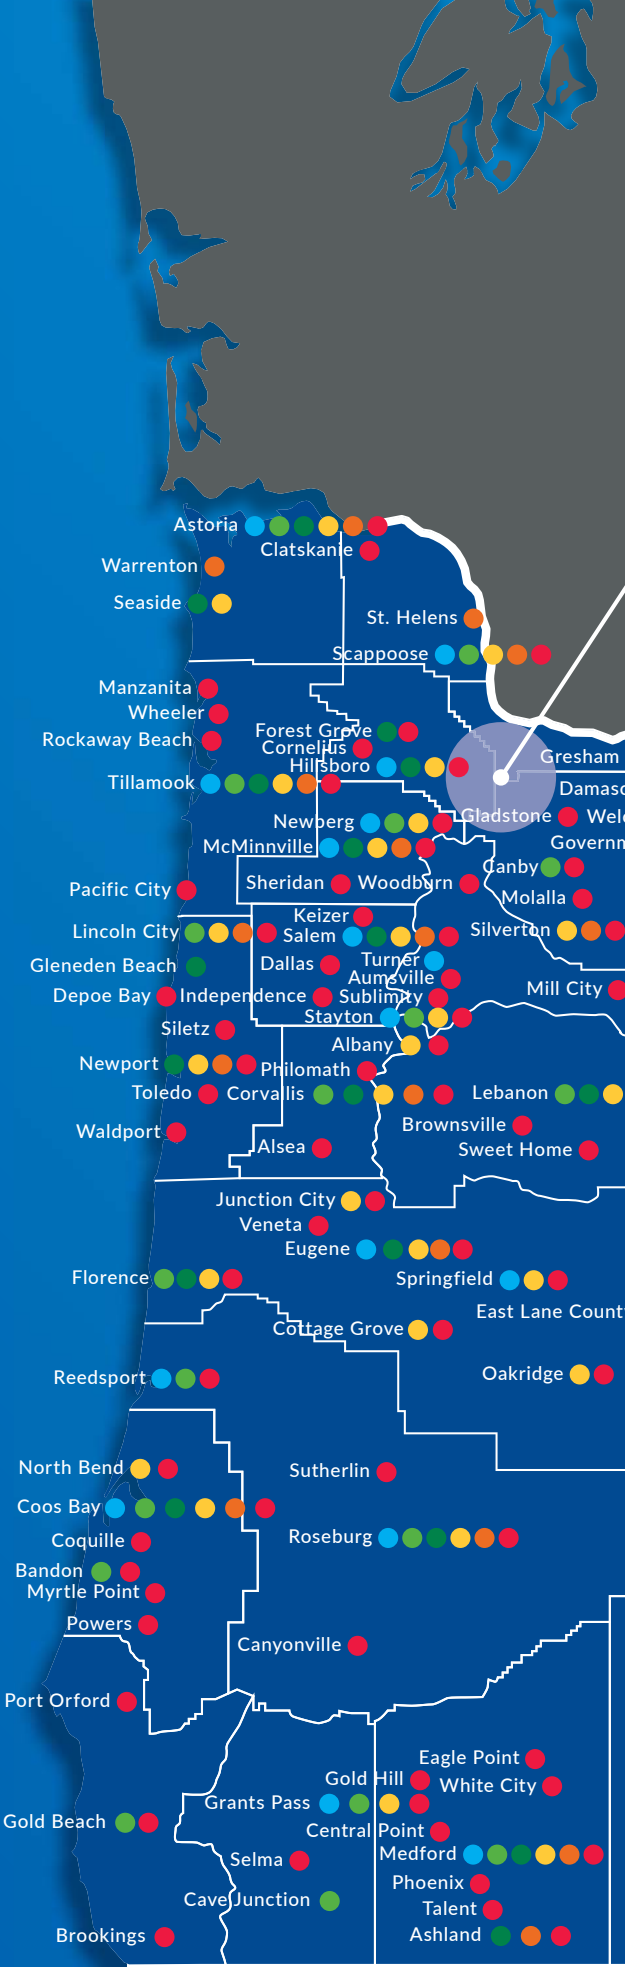 Astoria
Clatskanie
Warrenton
Seaside
St. Helens
Scappoose
Manzanita
Wheeler
Forest Grove
Rockaway Beach
Cornelius
Gresham
Hillsboro
Tillamook
Damasc
Gladstone
Welc
Newberg
Governm
McMinnville
Canby
Sheridan
Woodburn
Pacific City
Molalla
Keizer
Lincoln City
Salem
Silverton
Turner
Gleneden Beach
Dallas
Aumsville
Mill City
Depoe Bay
Independence
Sublimity
Stayton
Siletz
Albany
Newport
Philomath
Toledo
Corvallis
Lebanon
Brownsville
Waldport
Alsea
Sweet Home
Junction City
Veneta
Eugene
Florence
Springfield
East Lane Count
Cottage Grove
Oakridge
Reedsport
North Bend
Sutherlin
Coos Bay
Roseburg
Coquille
Bandon
Myrtle Point
Powers
Canyonville
Port Orford
Eagle Point
Gold Hill
White City
Grants Pass
Gold Beach
Central Point
Medford
Selma
Phoenix
Cave Junction
Talent
Ashland
Brookings